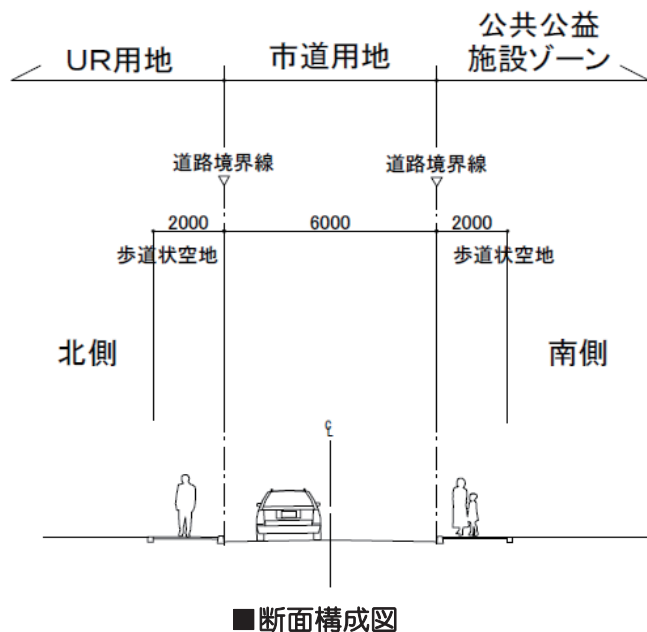 UR用地
市道用地
公共公益
施設ゾーン
道路境界線
道路境界線
2000
6000
2000
歩道状空地
歩道状空地
北側
南側
℄
■断面構成図